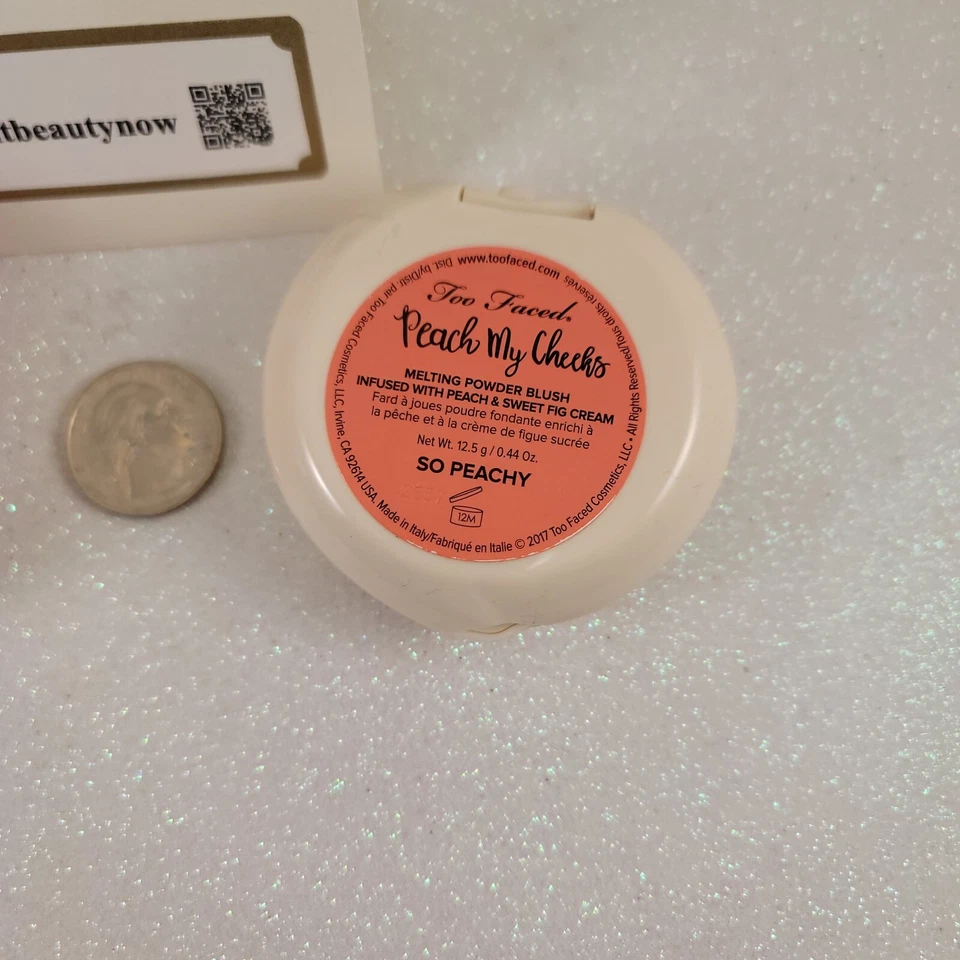 tbeautynow
www.toofaced.com
Too Faced®
Peach My Cheeks
MELTING POWDER BLUSH
INFUSED WITH PEACH & SWEET FIG CREAM
Fard à joues poudre fondante enrichi à
la pêche et à la crème de figue sucrée
Net Wt. 12.5 g / 0.44 Oz.
SO PEACHY
12M
Dist by/Distr par Too Faced Cosmetics, LLC, Irvine, CA 92614 USA. Made in Italy/Fabriqué en Italie © 2017 Too Faced Cosmetics, LLC • All Rights Reserved/Tous droits réservés